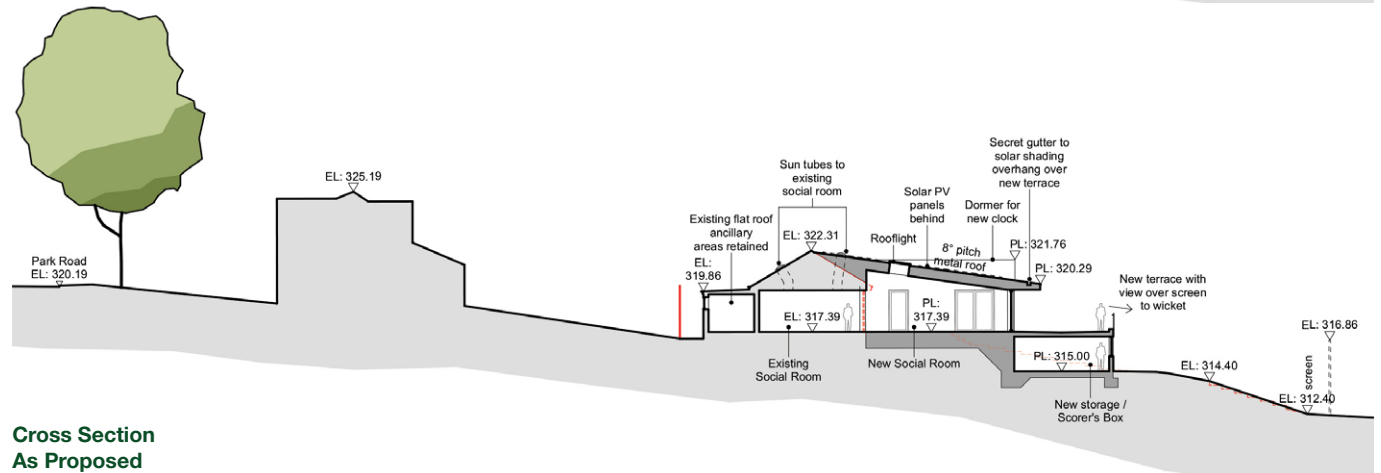 Secret gutter to
solar shading
overhang over
new terrace
Sun tubes to
existing
social room
EL: 325.19
Solar PV
panels
behind
Dormer for
new clock
Existing flat roof
ancillary
areas retained
EL: 322.31
Rooflight
8° pitch
metal roof
PL: 321.76
Park Road
EL: 320.19
EL:
319.86
PL: 320.29
New terrace with
view over screen
to wicket
EL: 317.39
PL:
317.39
EL: 316.86
Existing
Social Room
New Social Room
PL: 315.00
EL: 314.40
screen
EL: 312.40
New storage /
Scorer's Box
Cross Section
As Proposed